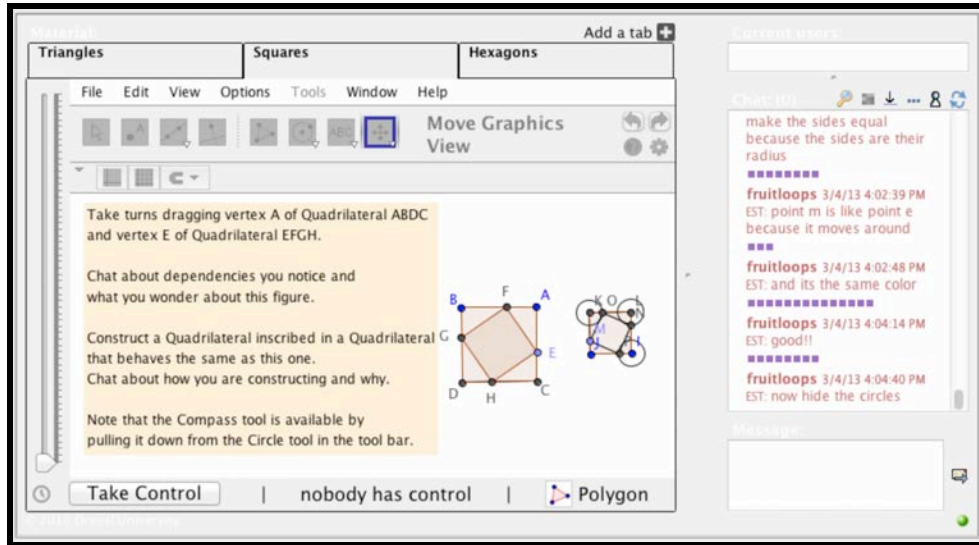 Material:
Add a tab
Triangles
Squares
Hexagons
File Edit View Options Tools Window Help
ABC
Move Graphics
View
Take turns dragging vertex A of Quadrilateral ABDC
and vertex E of Quadrilateral EFGH.
Chat about dependencies you notice and
what you wonder about this figure.
Construct a Quadrilateral inscribed in a Quadrilateral
that behaves the same as this one.
Chat about how you are constructing and why.
Note that the Compass tool is available by
pulling it down from the Circle tool in the tool bar.
B F A
G
E
D H C
K O L
N
M
J P I
Take Control | nobody has control | Polygon
Current users:
Chat: (0)
make the sides equal
because the sides are their
radius
fruitloops 3/4/13 4:02:39 PM
EST: point m is like point e
because it moves around
fruitloops 3/4/13 4:02:48 PM
EST: and its the same color
fruitloops 3/4/13 4:04:14 PM
EST: good!!
fruitloops 3/4/13 4:04:40 PM
EST: now hide the circles
Message: